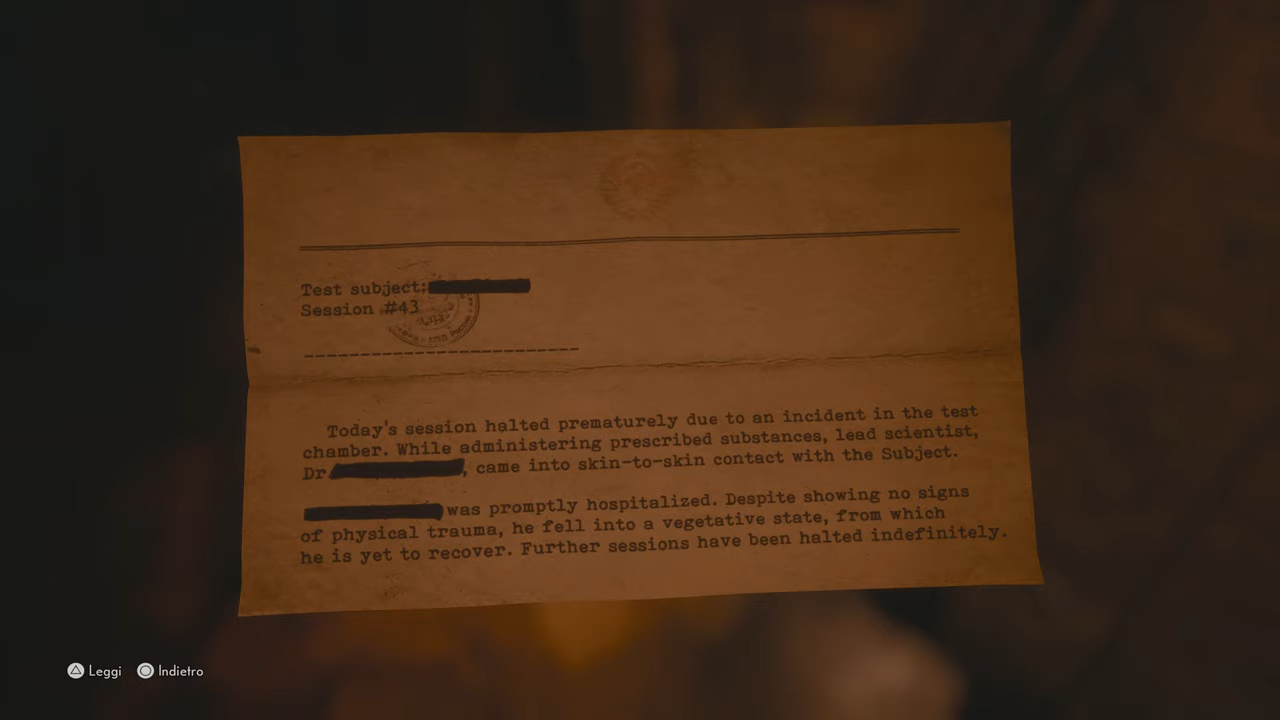 Test subject:
Session #43
Today's session halted prematurely due to an incident in the test
chamber. While administering prescribed substances, lead scientist,
Dr , came into skin-to-skin contact with the Subject.
was promptly hospitalized. Despite showing no signs
of physical trauma, he fell into a vegetative state, from which
he is yet to recover. Further sessions have been halted indefinitely.
Leggi Indietro